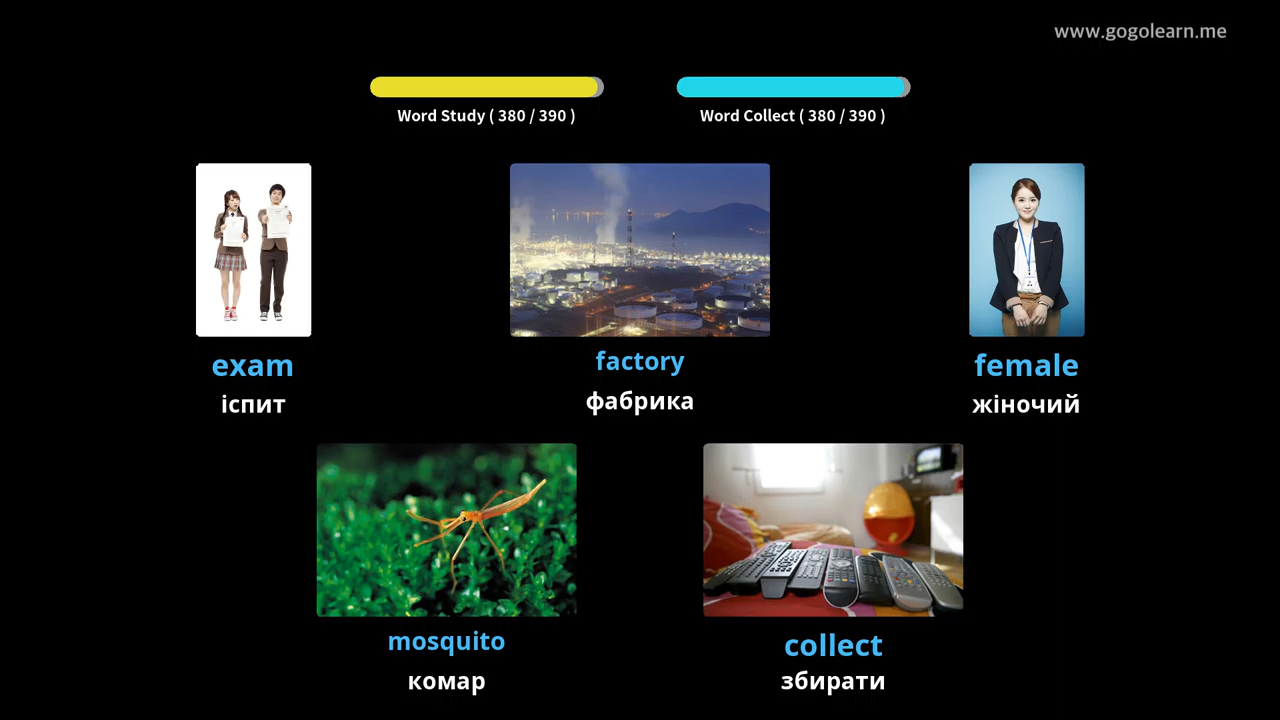 www.gogolearn.me
Word Study ( 380 / 390 )
Word Collect ( 380 / 390 )
exam
іспит
factory
фабрика
female
жіночий
mosquito
комар
collect
збирати